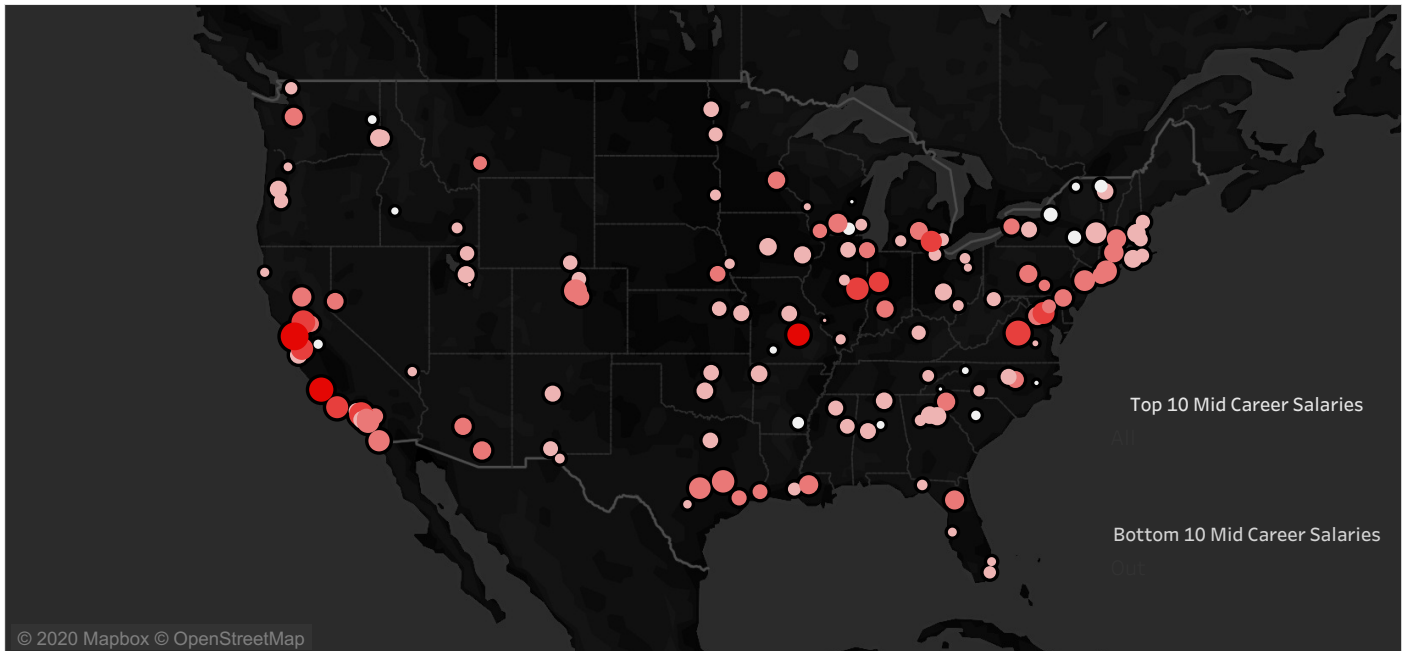 Top 10 Mid Career Salaries
All
Bottom 10 Mid Career Salaries
Out
© 2020 Mapbox © OpenStreetMap